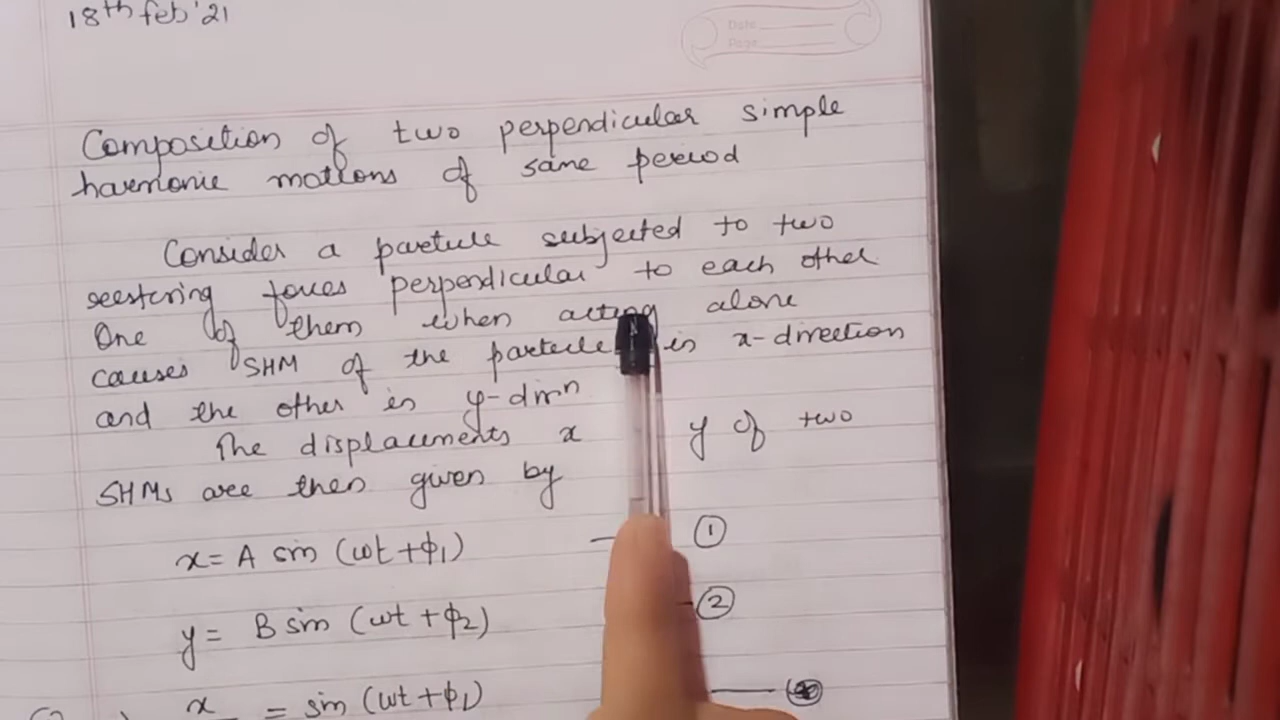 18th feb'21
Date
Page
Composition of two perpendicular simple
harmonic motions of same period
Consider a particle subjected to two
restoring forces perpendicular to each other
One of them when acting alone
causes SHM of the particle in x-direction
and the other in y-dirn
The displacements x y of two
SHMs are then given by
x = A sin (ωt + ϕ1) — 1
y = B sin (ωt + ϕ2) - 2
x = sin (ωt + ϕ1) —